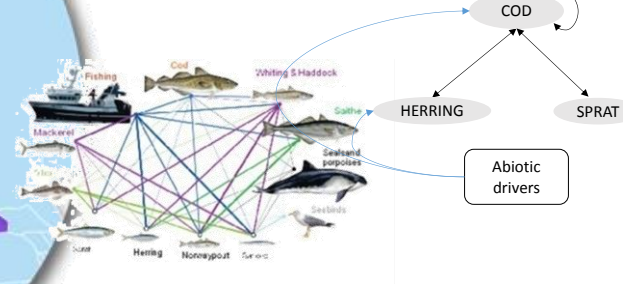 COD
HERRING
SPRAT
Abiotic
drivers
Fishing
Cod
Whiting & Haddock
Saithe
Mackerel
Seals and
porpoises
Seabirds
Herring
Norway pout